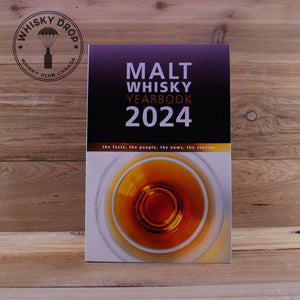 WHISKY DROP
WHISKY CLUB CANADA
MALT
WHISKY
YEARBOOK
2024
the facts, the people, the news, the stories